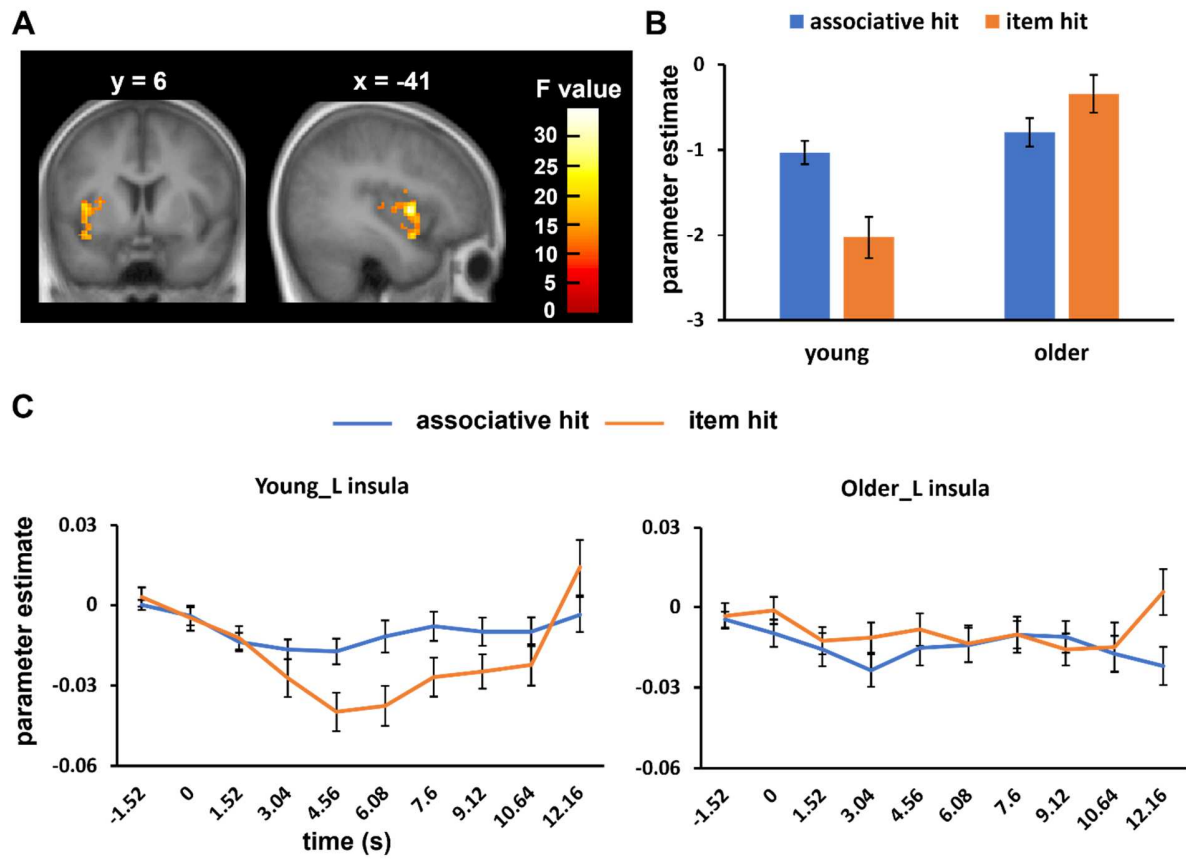 A
y = 6
x = -41
F value
30
25
20
15
10
5
0
B
associative hit
item hit
parameter estimate
0
-1
-2
-3
young
older
C
associative hit
item hit
Young_L insula
parameter estimate
0.03
0
-0.03
-0.06
-1.52
0
1.52
3.04
4.56
6.08
7.6
9.12
10.64
12.16
time (s)
Older_L insula
0.03
0
-0.03
-0.06
-1.52
0
1.52
3.04
4.56
6.08
7.6
9.12
10.64
12.16